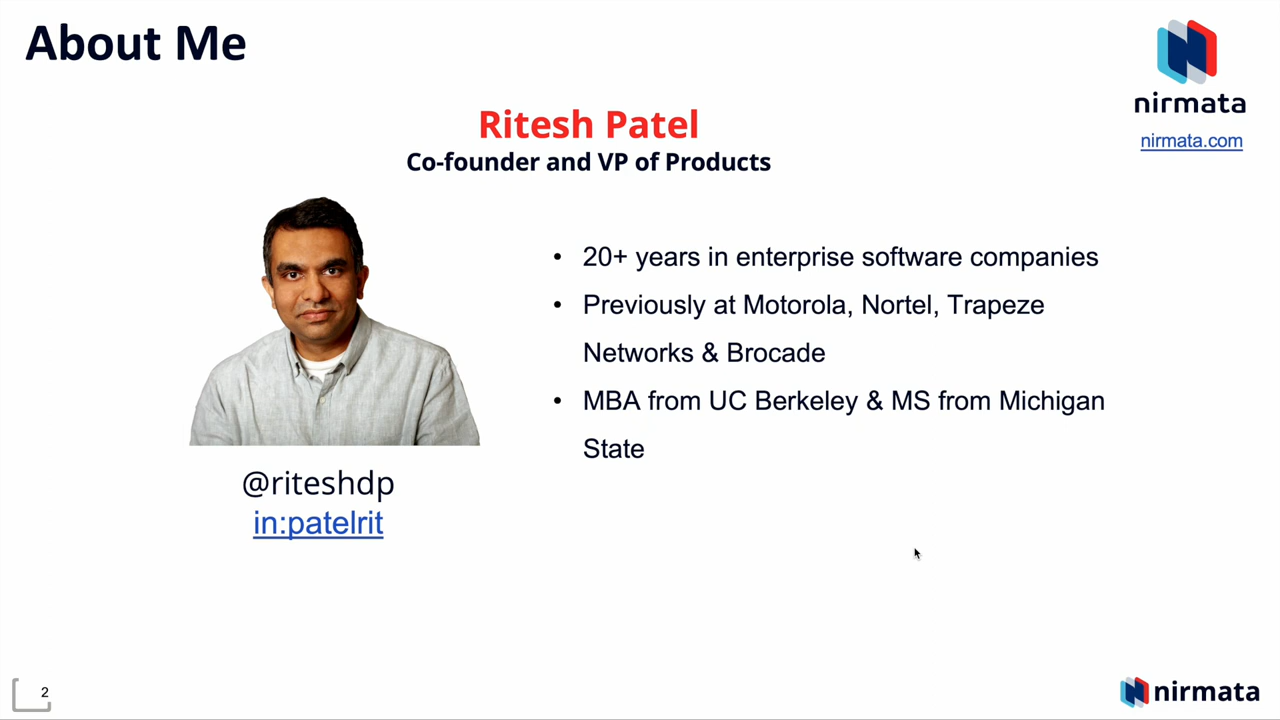 About Me
nirmata
nirmata.com
Ritesh Patel
Co-founder and VP of Products
• 20+ years in enterprise software companies
• Previously at Motorola, Nortel, Trapeze
Networks & Brocade
• MBA from UC Berkeley & MS from Michigan
State
@riteshdp
in:patelrit
2
nirmata